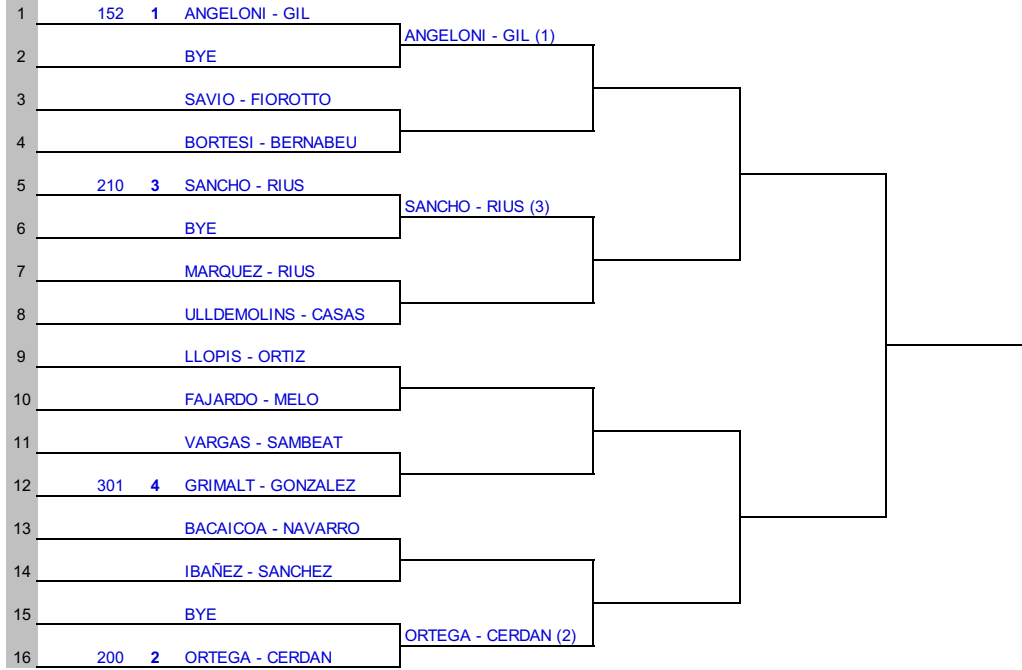 1 152 1 ANGELONI - GIL
ANGELONI - GIL (1)
2 BYE
3 SAVIO - FIOROTTO
4 BORTESI - BERNABEU
5 210 3 SANCHO - RIUS
SANCHO - RIUS (3)
6 BYE
7 MARQUEZ - RIUS
8 ULLDEMOLINS - CASAS
9 LLOPIS - ORTIZ
10 FAJARDO - MELO
11 VARGAS - SAMBEAT
12 301 4 GRIMALT - GONZALEZ
13 BACAICOA - NAVARRO
14 IBAÑEZ - SANCHEZ
15 BYE
ORTEGA - CERDAN (2)
16 200 2 ORTEGA - CERDAN